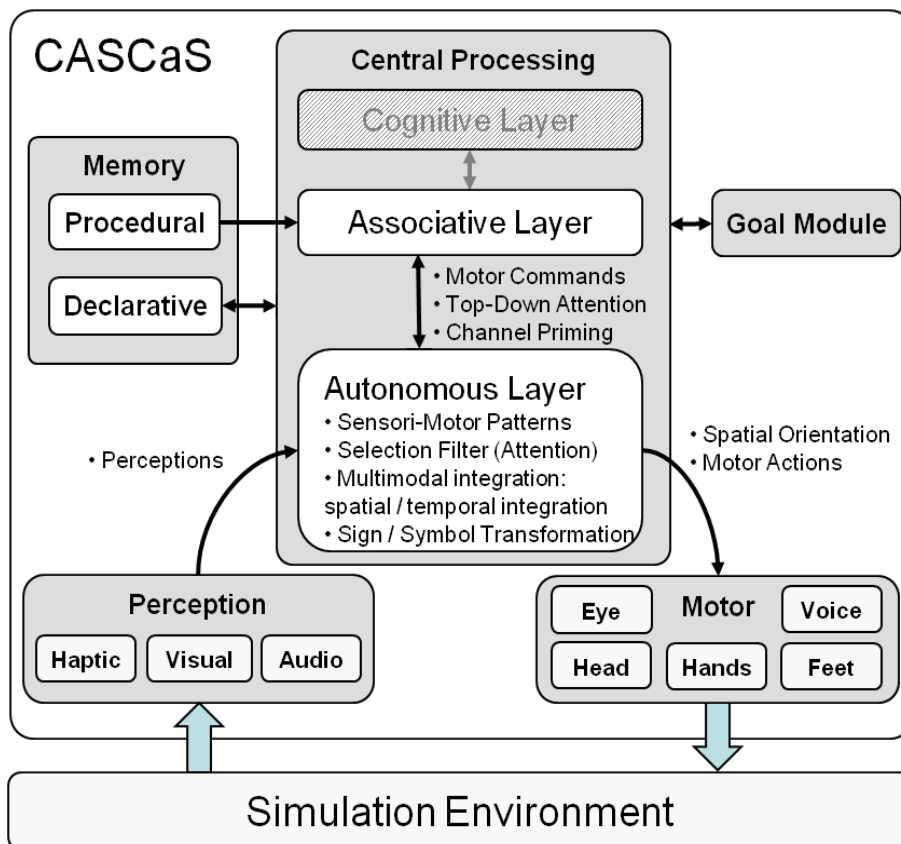 CASCaS
Central Processing
Cognitive Layer
Memory
Procedural
Associative Layer
Goal Module
Declarative
• Motor Commands
• Top-Down Attention
• Channel Priming
Autonomous Layer
• Sensori-Motor Patterns
• Selection Filter (Attention)
• Multimodal integration:
spatial / temporal integration
• Sign / Symbol Transformation
• Perceptions
• Spatial Orientation
• Motor Actions
Perception
Haptic
Visual
Audio
Eye
Motor
Voice
Head
Hands
Feet
Simulation Environment